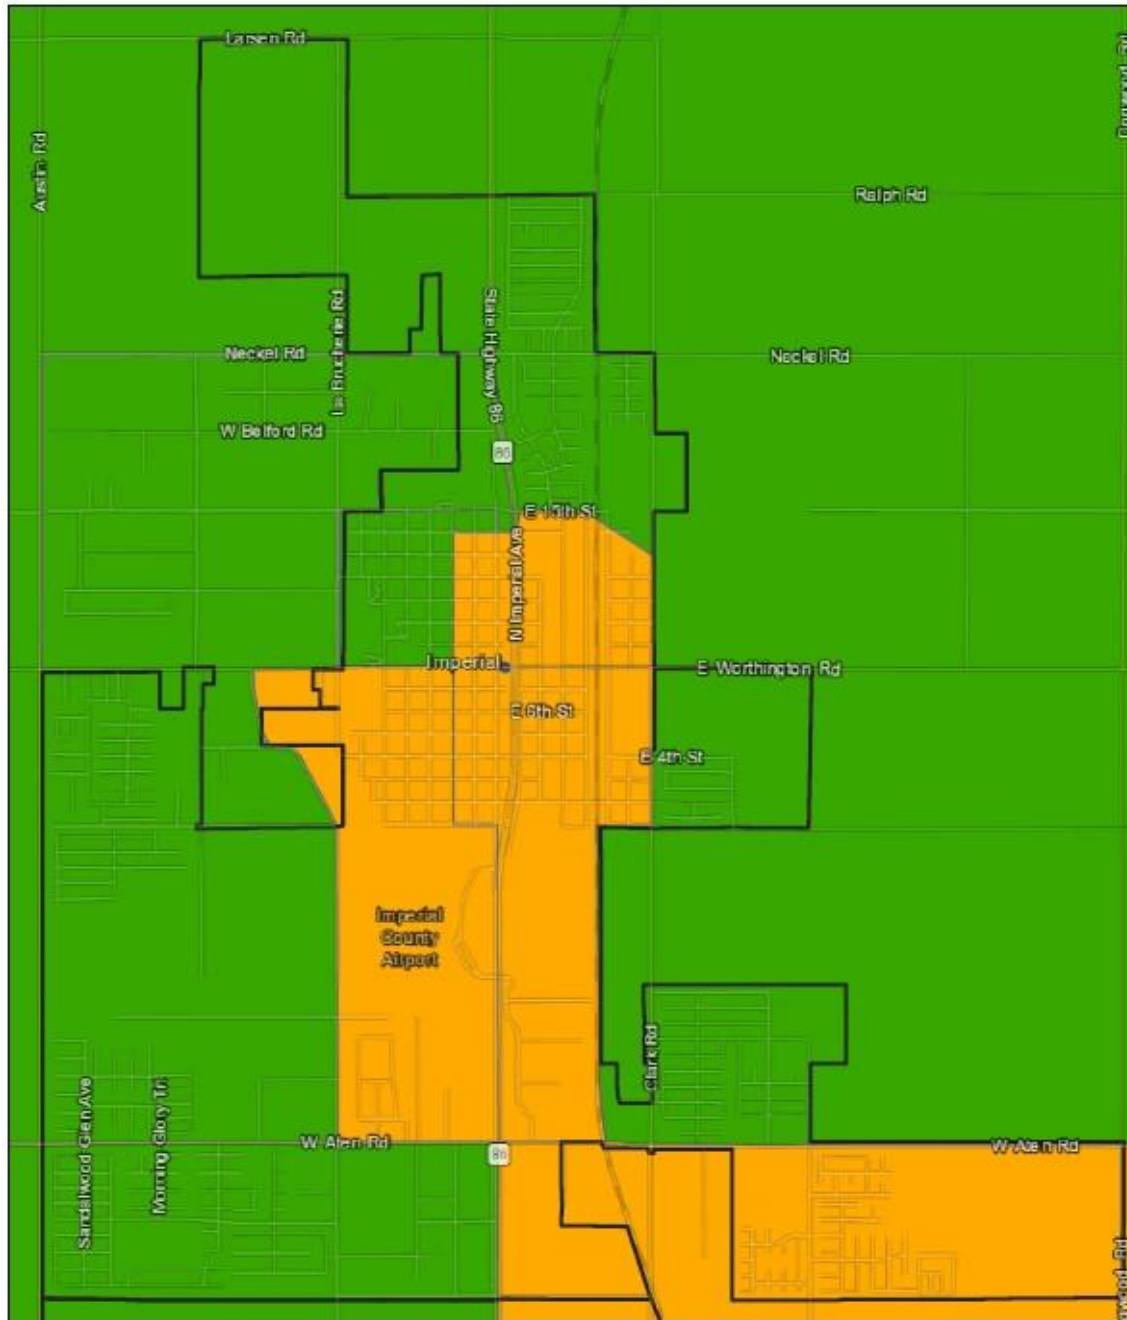 Larsen Rd
Austin Rd
Ralph Rd
State Highway 86
La Brucherie Rd
Neckel Rd
Neckel Rd
W Belford Rd
86
E 15th St
N Imperial Ave
Imperial
E Worthington Rd
E 6th St
E 4th St
Imperial
County
Airport
Clark Rd
Sandalwood Glen Ave
Morning Glory Trl
W Aten Rd
86
W Aten Rd